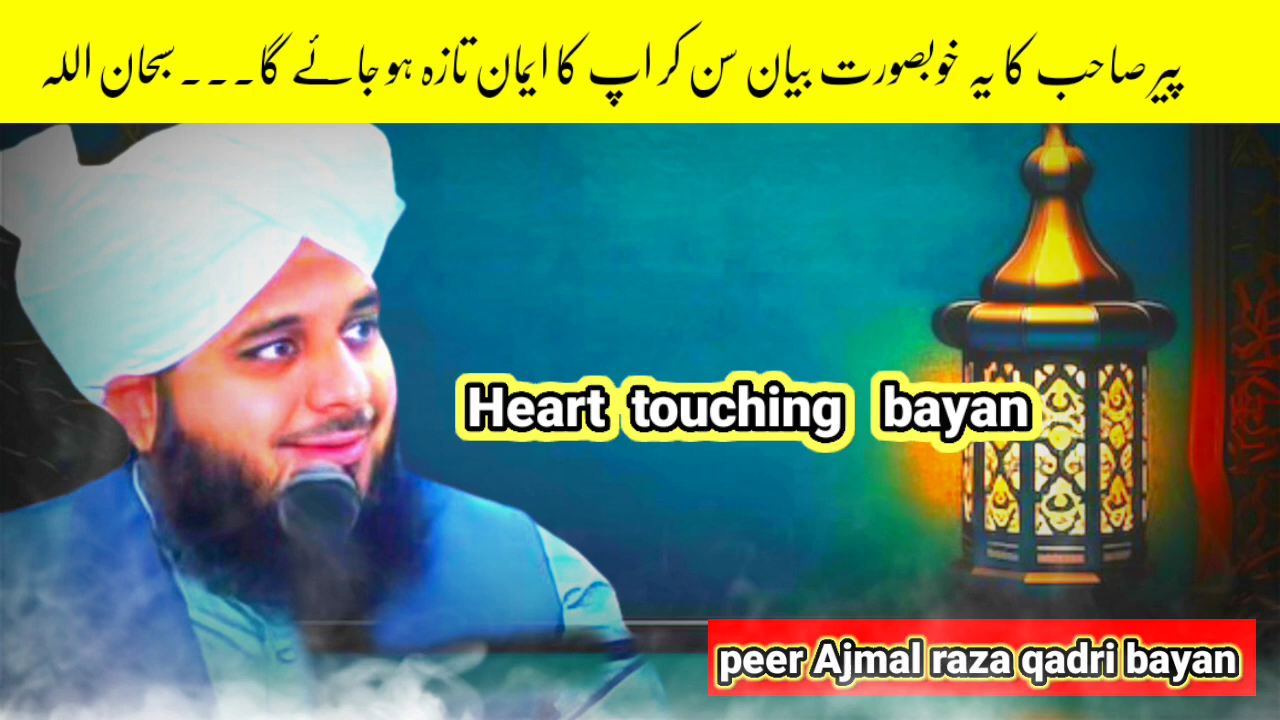 پیر صاحب کا یہ خوبصورت بیان سن کر اپ کا ایمان تازہ ہو جائے گا۔۔۔سبحان اللہ
Heart touching bayan
peer Ajmal raza qadri bayan